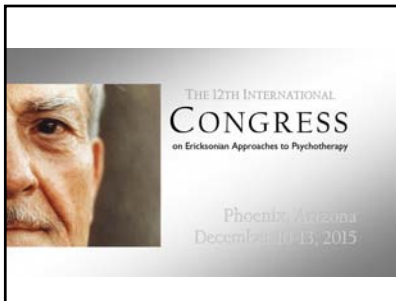 THE 12TH INTERNATIONAL
CONGRESS
on Ericksonian Approaches to Psychotherapy
Phoenix, Arizona
December 10-13, 2015